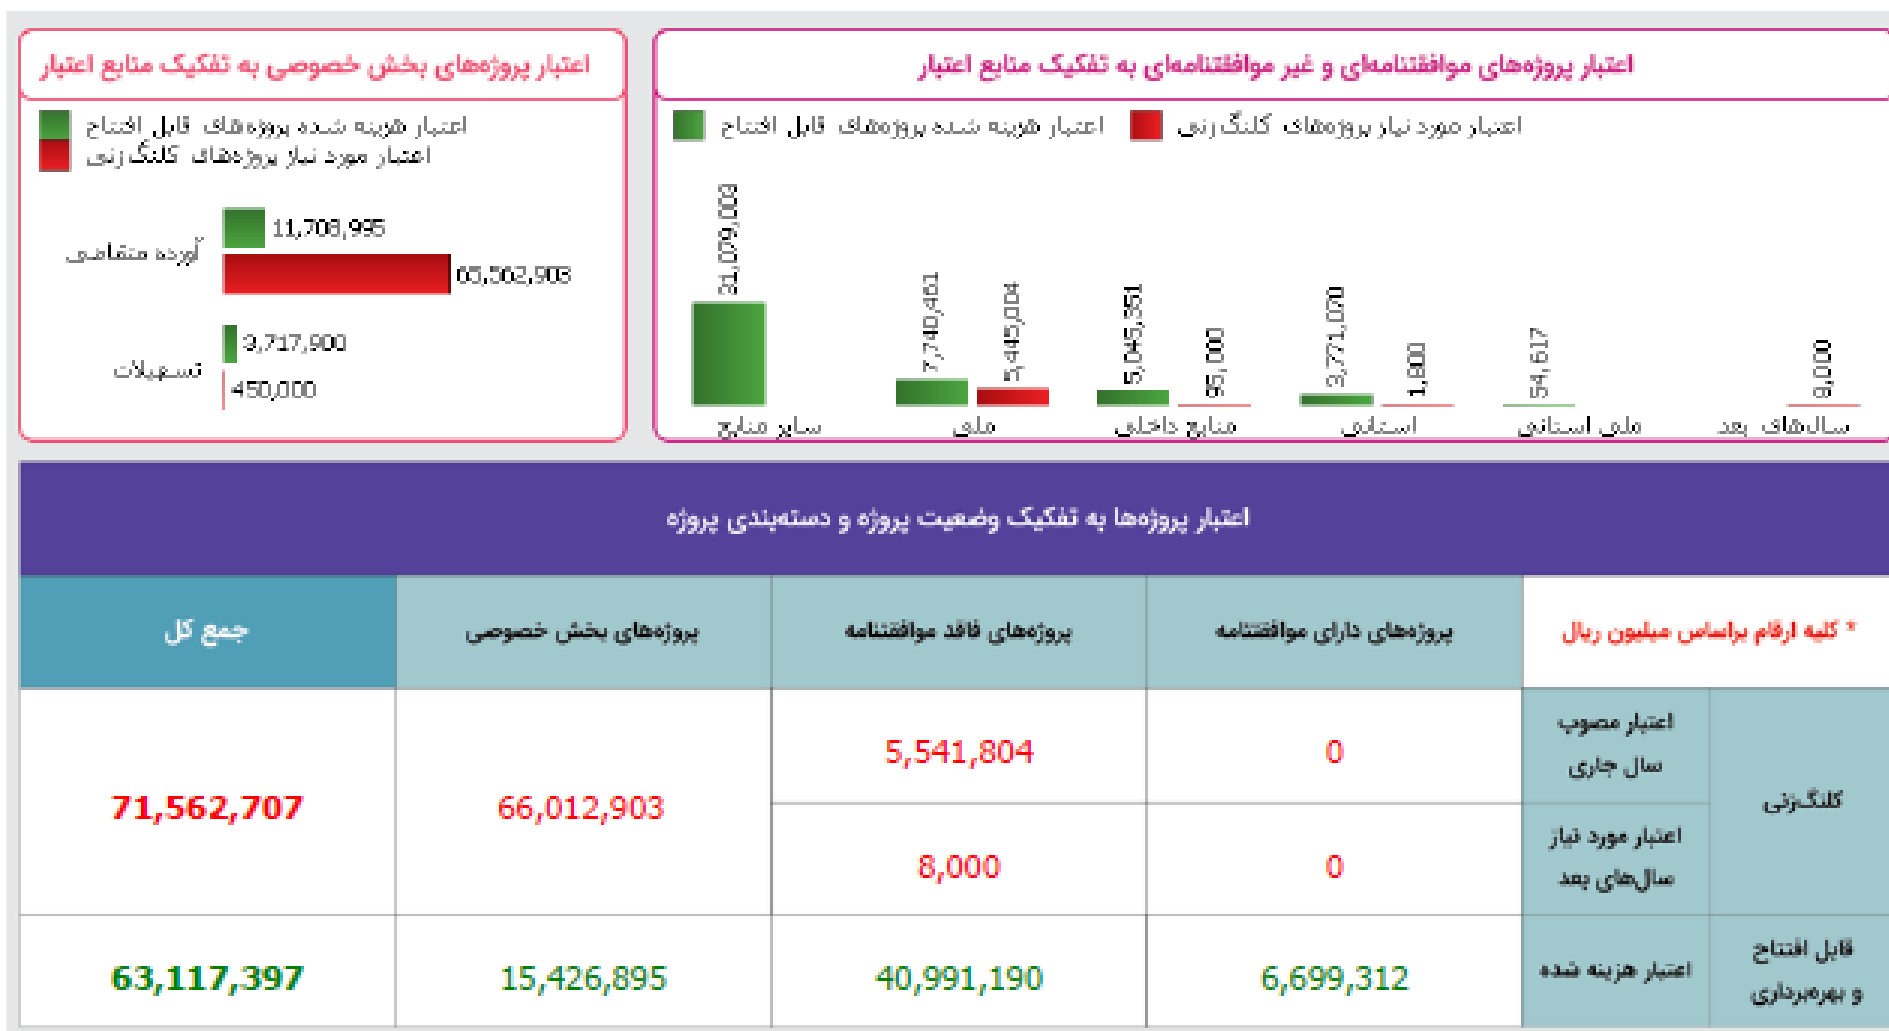 اعتبار پروژه‌های موافقتنامه‌ای و غیر موافقتنامه‌ای به تفکیک منابع اعتبار
اعتبار مورد نیاز پروژه‌های کلنگ‌زنی
اعتبار هزینه شده پروژه‌های قابل افتتاح
31,079,003
7,740,461
5,445,004
5,045,351
95,000
3,771,070
1,800
54,617
سایر منابع
ملی
منابع داخلی
استانی
ملی استانی
سال‌های بعد
اعتبار پروژه‌های بخش خصوصی به تفکیک منابع اعتبار
اعتبار هزینه شده پروژه‌های قابل افتتاح
اعتبار مورد نیاز پروژه‌های کلنگ‌زنی
آورده متقاضی
11,708,995
65,562,903
تسهیلات
3,717,900
450,000
اعتبار پروژه‌ها به تفکیک وضعیت پروژه و دسته‌بندی پروژه
* کلیه ارقام براساس میلیون ریال
پروژه‌های دارای موافقتنامه
پروژه‌های فاقد موافقتنامه
پروژه‌های بخش خصوصی
جمع کل
کلنگ‌زنی
اعتبار مصوب
سال جاری
0
5,541,804
66,012,903
71,562,707
اعتبار مورد نیاز
سال‌های بعد
0
8,000
قابل افتتاح
و بهره‌برداری
اعتبار هزینه شده
6,699,312
40,991,190
15,426,895
63,117,397